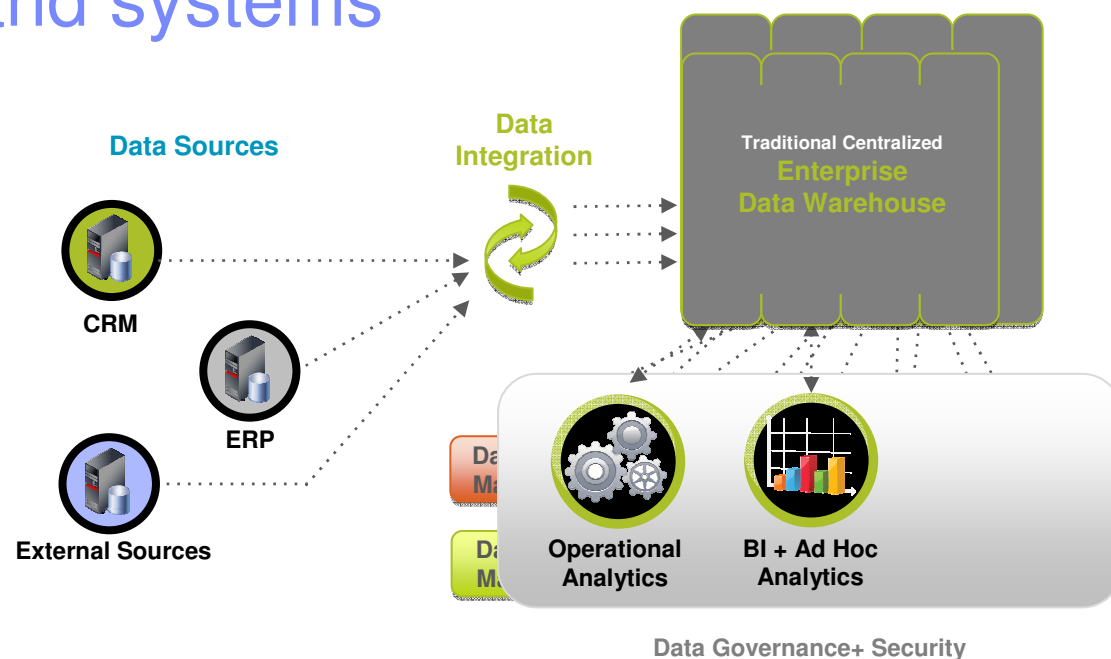 and systems
Data Sources
Data
Integration
Traditional Centralized
Enterprise
Data Warehouse
CRM
ERP
External Sources
Operational
Analytics
BI + Ad Hoc
Analytics
Data Governance+ Security